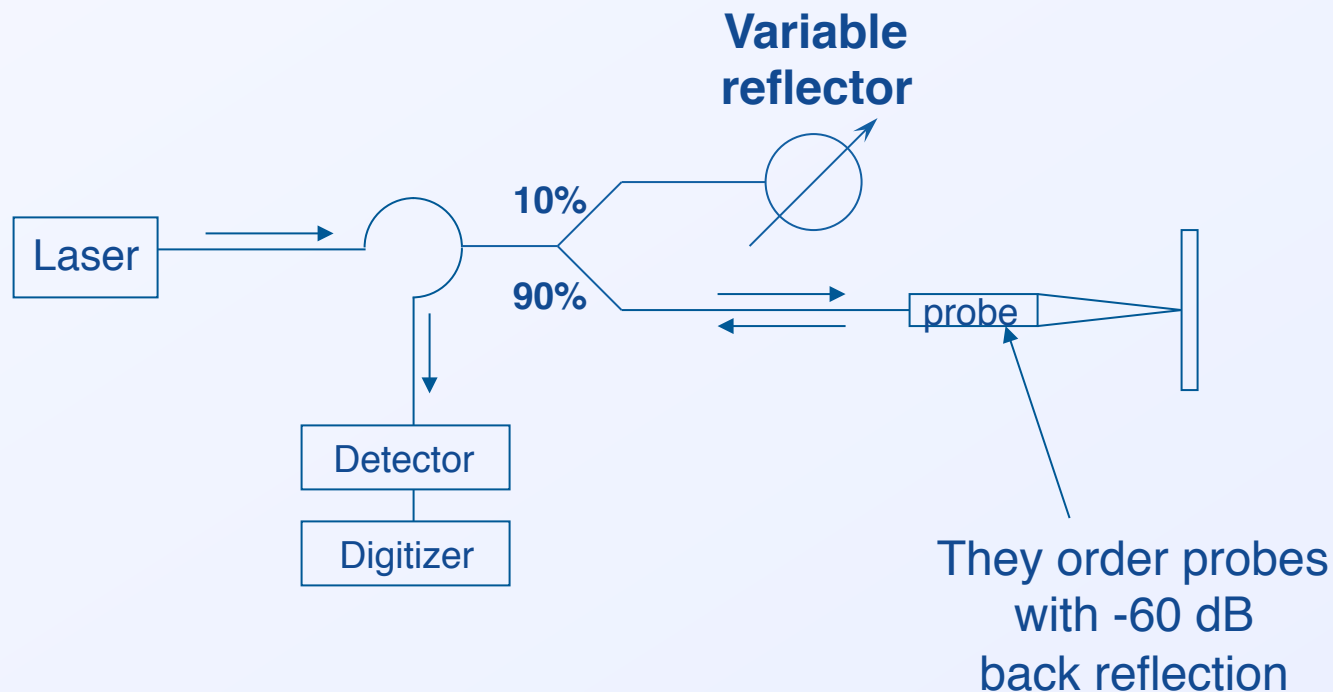 Variable
reflector
10%
Laser
90%
probe
Detector
Digitizer
They order probes
with -60 dB
back reflection